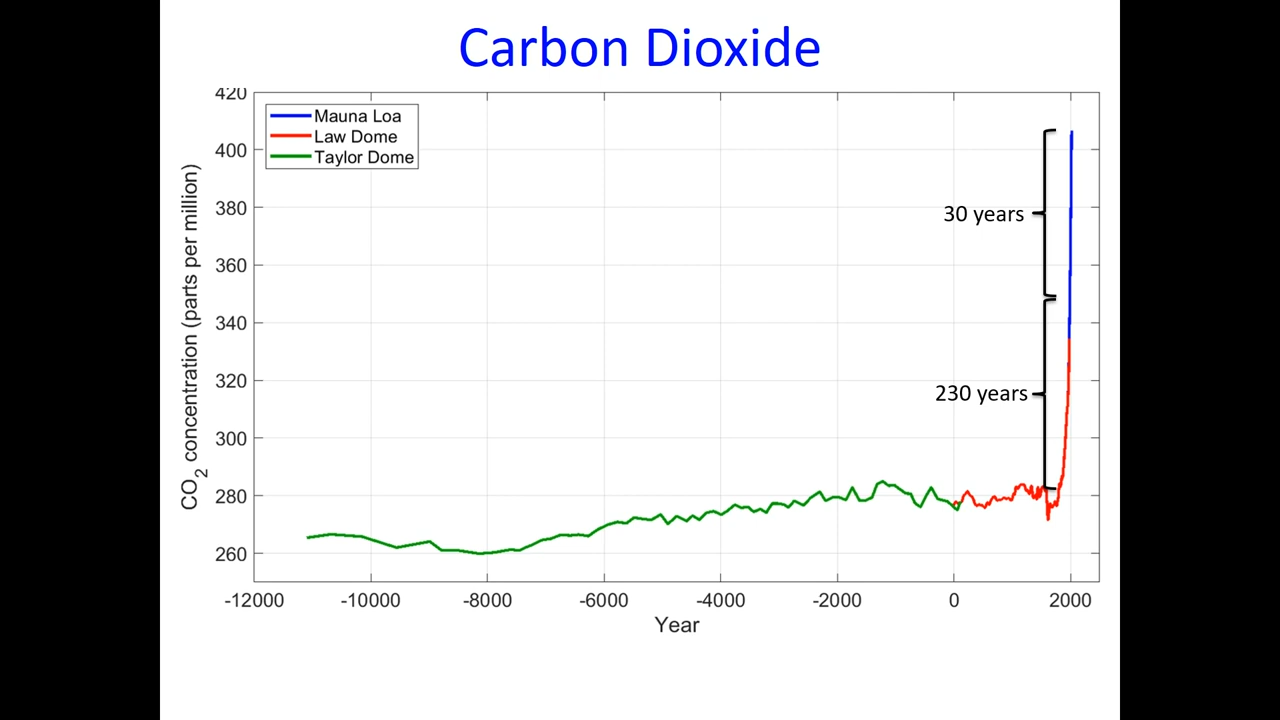 Carbon Dioxide
420
400
380
360
340
320
300
280
260
CO2 concentration (parts per million)
Mauna Loa
Law Dome
Taylor Dome
30 years
230 years
-12000 -10000 -8000 -6000 -4000 -2000 0 2000
Year